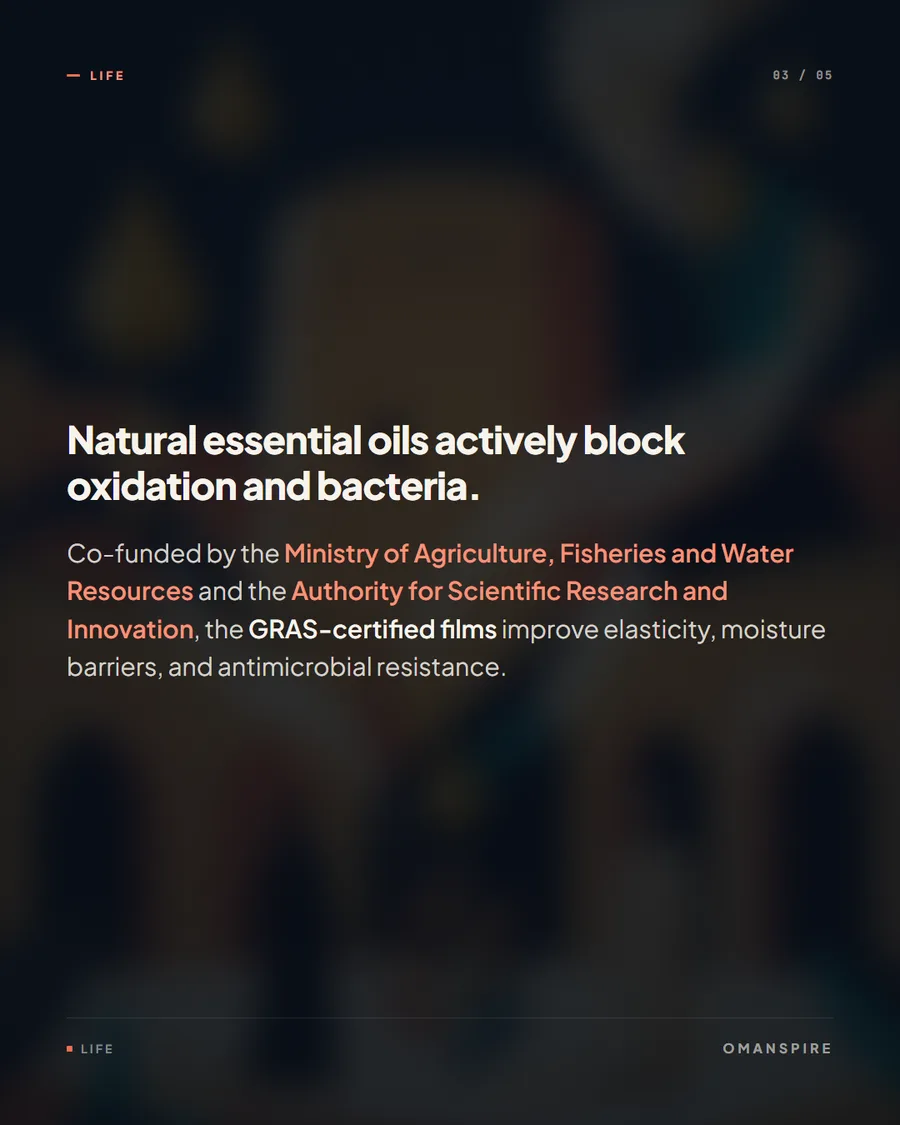 — LIFE
03 / 05
Natural essential oils actively block
oxidation and bacteria.
Co-funded by the Ministry of Agriculture, Fisheries and Water
Resources and the Authority for Scientific Research and
Innovation, the GRAS-certified films improve elasticity, moisture
barriers, and antimicrobial resistance.
LIFE
OMANSPIRE